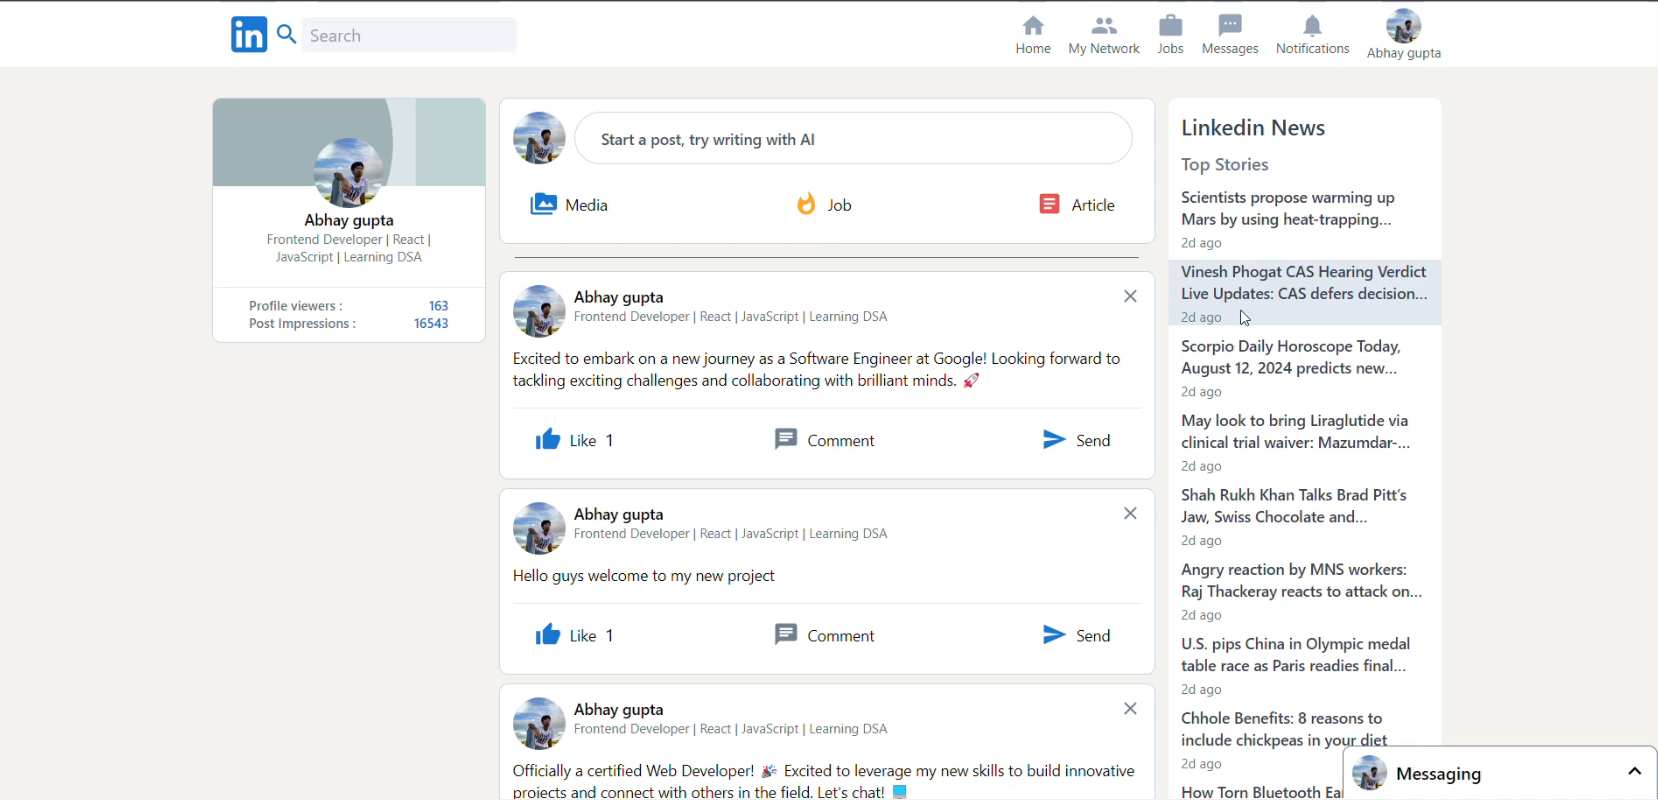 in
Search
Home
My Network
Jobs
Messages
Notifications
Abhay gupta
Abhay gupta
Frontend Developer | React |
JavaScript | Learning DSA
Profile viewers : 163
Post Impressions : 16543
Start a post, try writing with AI
Media
Job
Article
Abhay gupta
Frontend Developer | React | JavaScript | Learning DSA
Excited to embark on a new journey as a Software Engineer at Google! Looking forward to
tackling exciting challenges and collaborating with brilliant minds. 🚀
Like 1
Comment
Send
Abhay gupta
Frontend Developer | React | JavaScript | Learning DSA
Hello guys welcome to my new project
Like 1
Comment
Send
Abhay gupta
Frontend Developer | React | JavaScript | Learning DSA
Officially a certified Web Developer! 🎉 Excited to leverage my new skills to build innovative
projects and connect with others in the field. Let's chat!
Linkedin News
Top Stories
Scientists propose warming up
Mars by using heat-trapping...
2d ago
Vinesh Phogat CAS Hearing Verdict
Live Updates: CAS defers decision...
2d ago
Scorpio Daily Horoscope Today,
August 12, 2024 predicts new...
2d ago
May look to bring Liraglutide via
clinical trial waiver: Mazumdar-...
2d ago
Shah Rukh Khan Talks Brad Pitt's
Jaw, Swiss Chocolate and...
2d ago
Angry reaction by MNS workers:
Raj Thackeray reacts to attack on...
2d ago
U.S. pips China in Olympic medal
table race as Paris readies final...
2d ago
Chhole Benefits: 8 reasons to
include chickpeas in your diet
2d ago
How Torn Bluetooth
Messaging